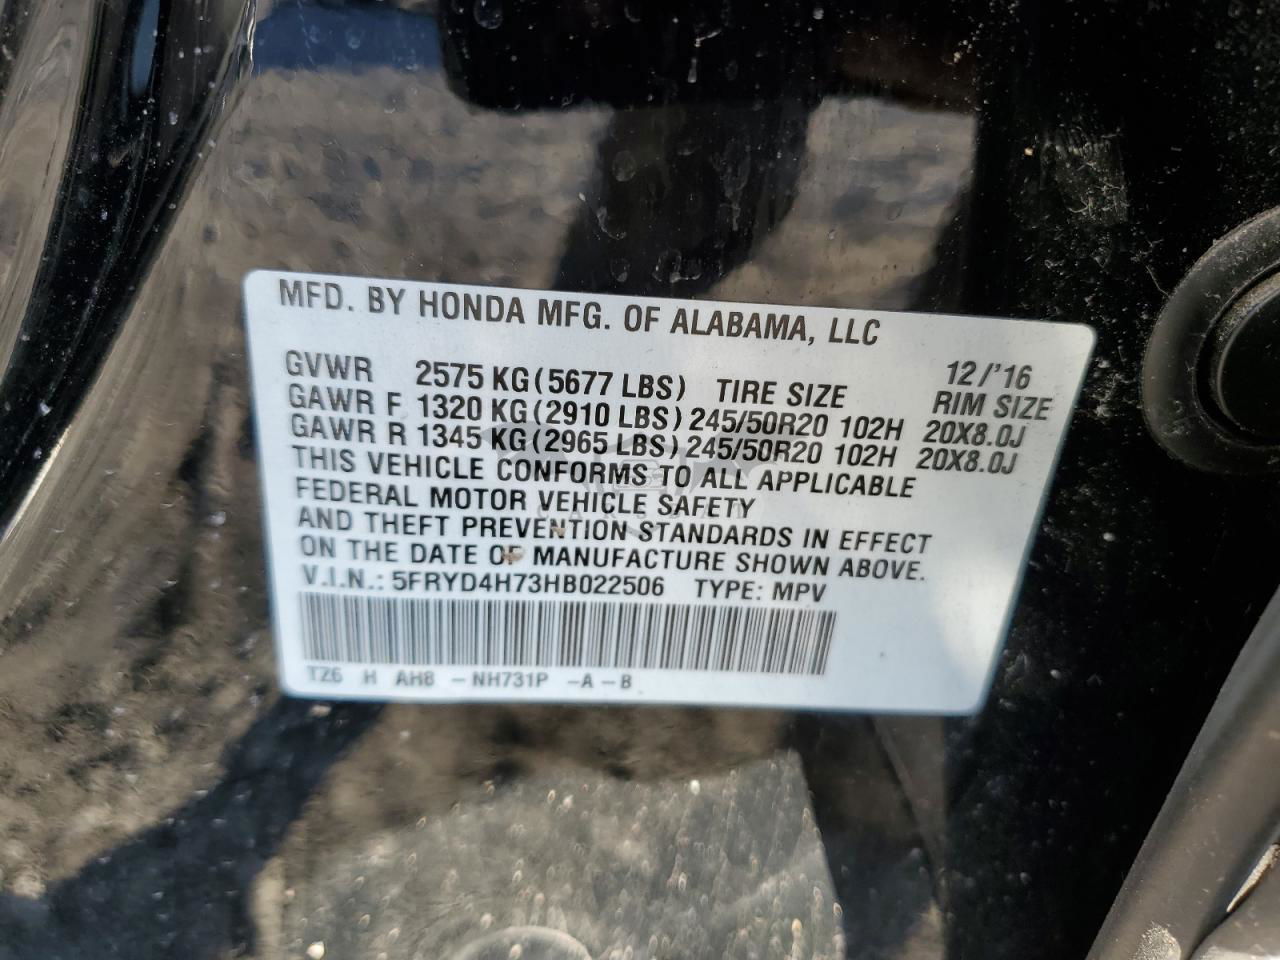 MFD. BY HONDA MFG. OF ALABAMA, LLC
GVWR 2575 KG(5677 LBS) TIRE SIZE 12/'16 RIM SIZE
GAWR F 1320 KG(2910 LBS) 245/50R20 102H 20X8.0J
GAWR R 1345 KG(2965 LBS) 245/50R20 102H 20X8.0J
THIS VEHICLE CONFORMS TO ALL APPLICABLE
FEDERAL MOTOR VEHICLE SAFETY
AND THEFT PREVENTION STANDARDS IN EFFECT
ON THE DATE OF MANUFACTURE SHOWN ABOVE.
V.I.N.: 5FRYD4H73HB022506 TYPE: MPV
TZ6 H AH8 - NH731P -A-B